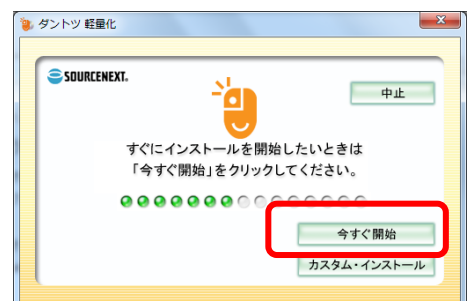 ダントツ 軽量化
SOURCENEXT.
中止
すぐにインストールを開始したいときは
「今すぐ開始」をクリックしてください。
今すぐ開始
カスタム・インストール